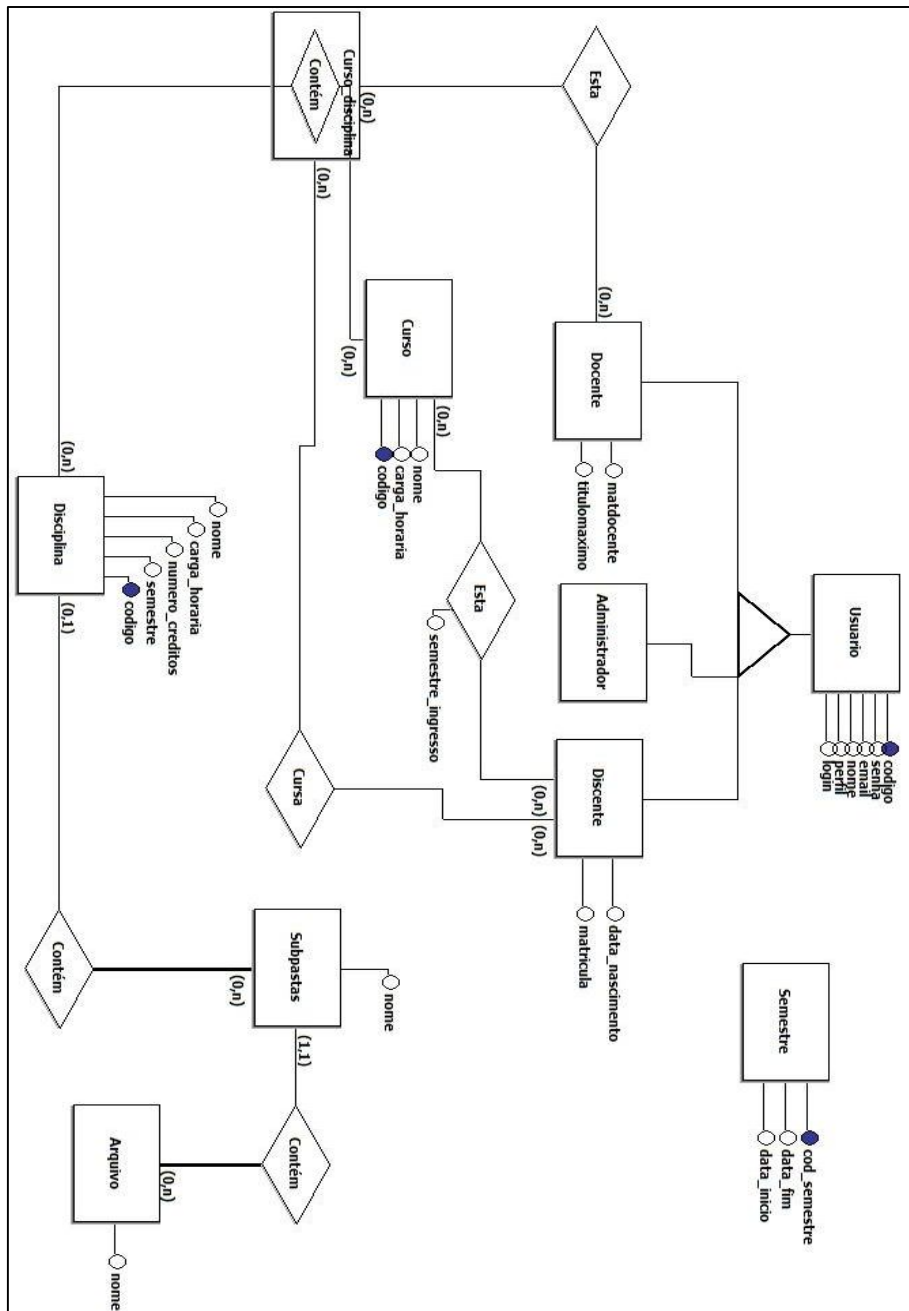 Usuario
codigo
senha
email
nome
perfil
login
Semestre
cod_semestre
data_fim
data_inicio
Esta
(0,n)
Docente
matdocente
titulomaximo
Administrador
Discente
data_nascimento
matricula
(0,n)
(0,n)
Esta
semestre_ingresso
Curso
(0,n)
nome
carga_horaria
codigo
(0,n)
(0,n)
Curso_disciplina
Contém
(0,n)
Cursa
Subpastas
nome
(1,1)
(0,n)
Contém
Disciplina
(0,n)
nome
carga_horaria
numero_creditos
semestre
codigo
(0,1)
Contém
Arquivo
(0,n)
nome